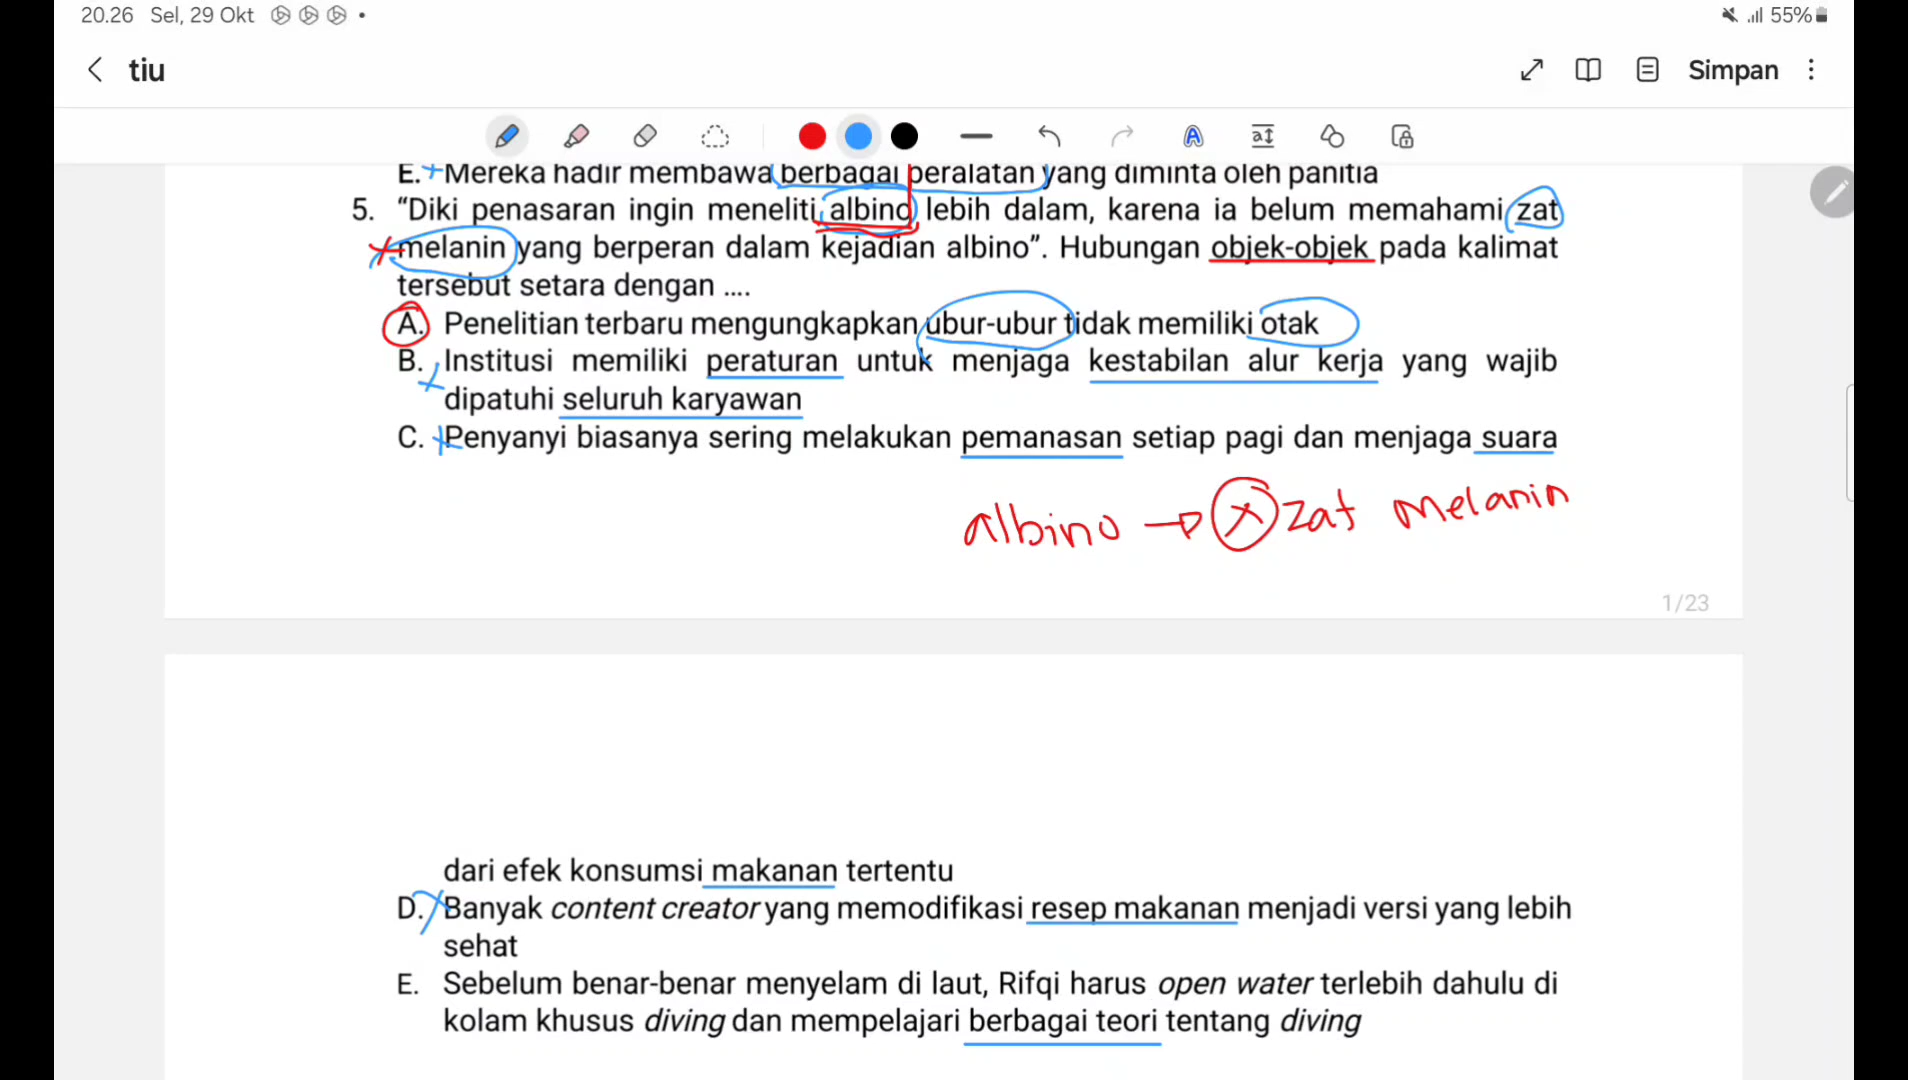 20.26 Sel, 29 Okt
55%
tiu
Simpan
E. Mereka hadir membawa berbagai peralatan yang diminta oleh panitia
5. “Diki penasaran ingin meneliti albino lebih dalam, karena ia belum memahami zat
melanin yang berperan dalam kejadian albino”. Hubungan objek-objek pada kalimat
tersebut setara dengan ....
A. Penelitian terbaru mengungkapkan ubur-ubur tidak memiliki otak
B. Institusi memiliki peraturan untuk menjaga kestabilan alur kerja yang wajib
dipatuhi seluruh karyawan
C. Penyanyi biasanya sering melakukan pemanasan setiap pagi dan menjaga suara
albino → X zat melanin
1/23
dari efek konsumsi makanan tertentu
D. Banyak content creator yang memodifikasi resep makanan menjadi versi yang lebih
sehat
E. Sebelum benar-benar menyelam di laut, Rifqi harus open water terlebih dahulu di
kolam khusus diving dan mempelajari berbagai teori tentang diving